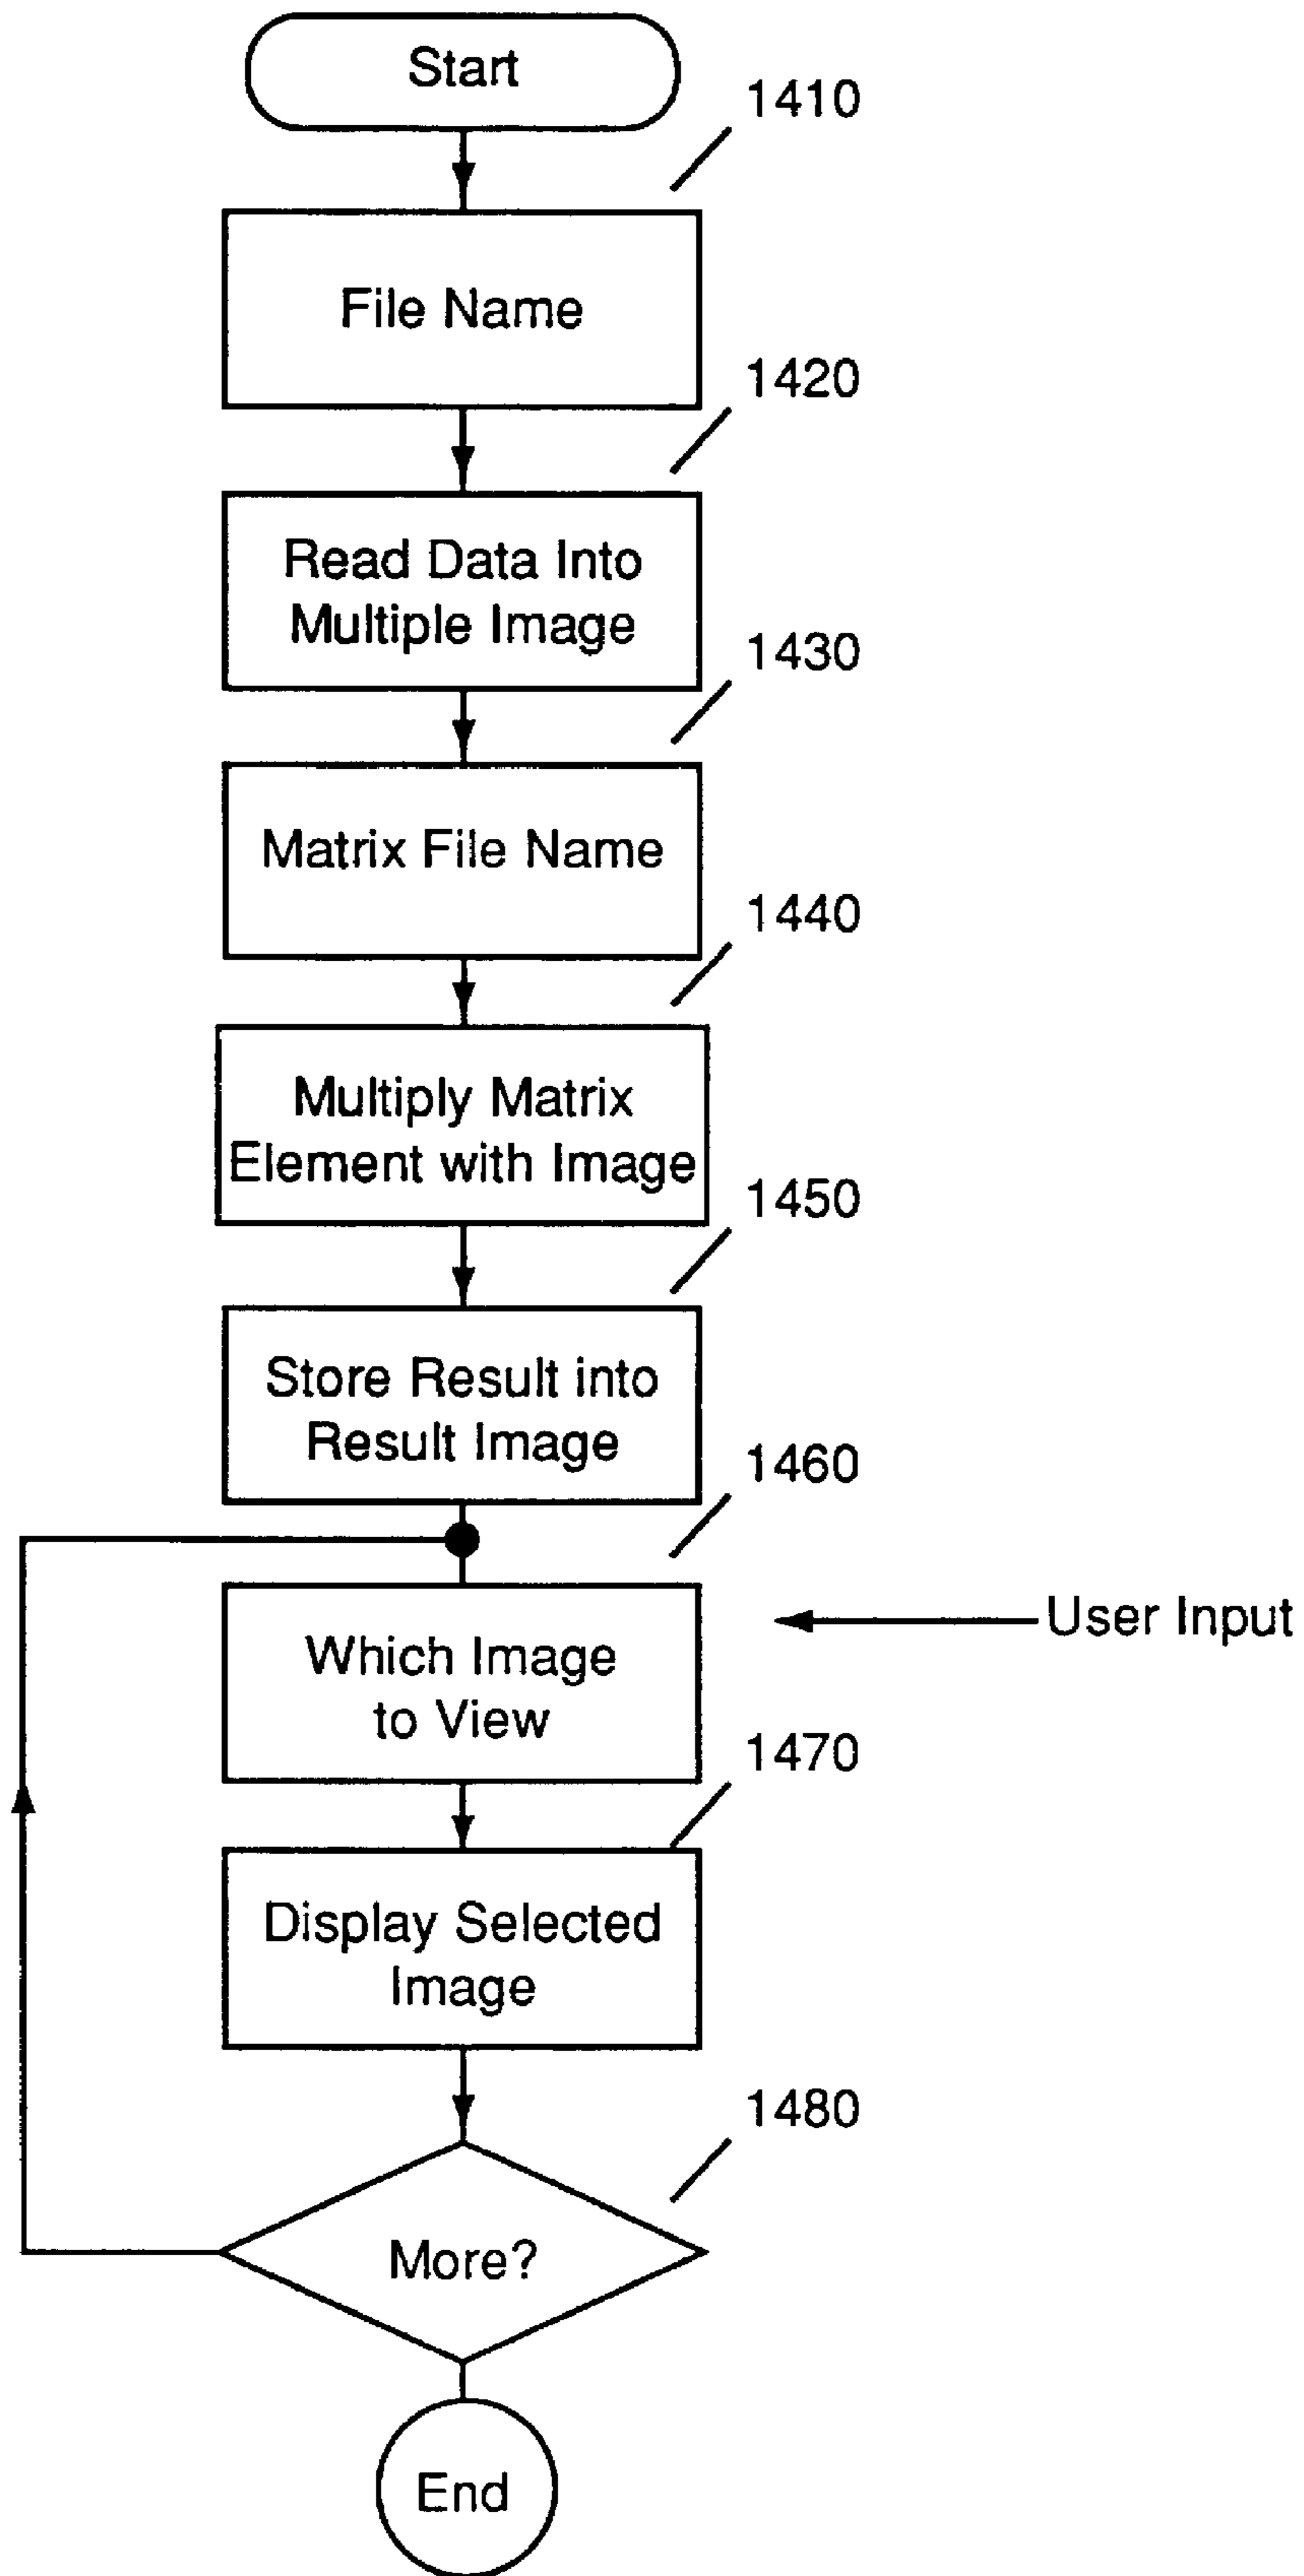 Start
1410
File Name
1420
Read Data Into
Multiple Image
1430
Matrix File Name
1440
Multiply Matrix
Element with Image
1450
Store Result into
Result Image
1460
User Input
Which Image
to View
1470
Display Selected
Image
1480
More?
End